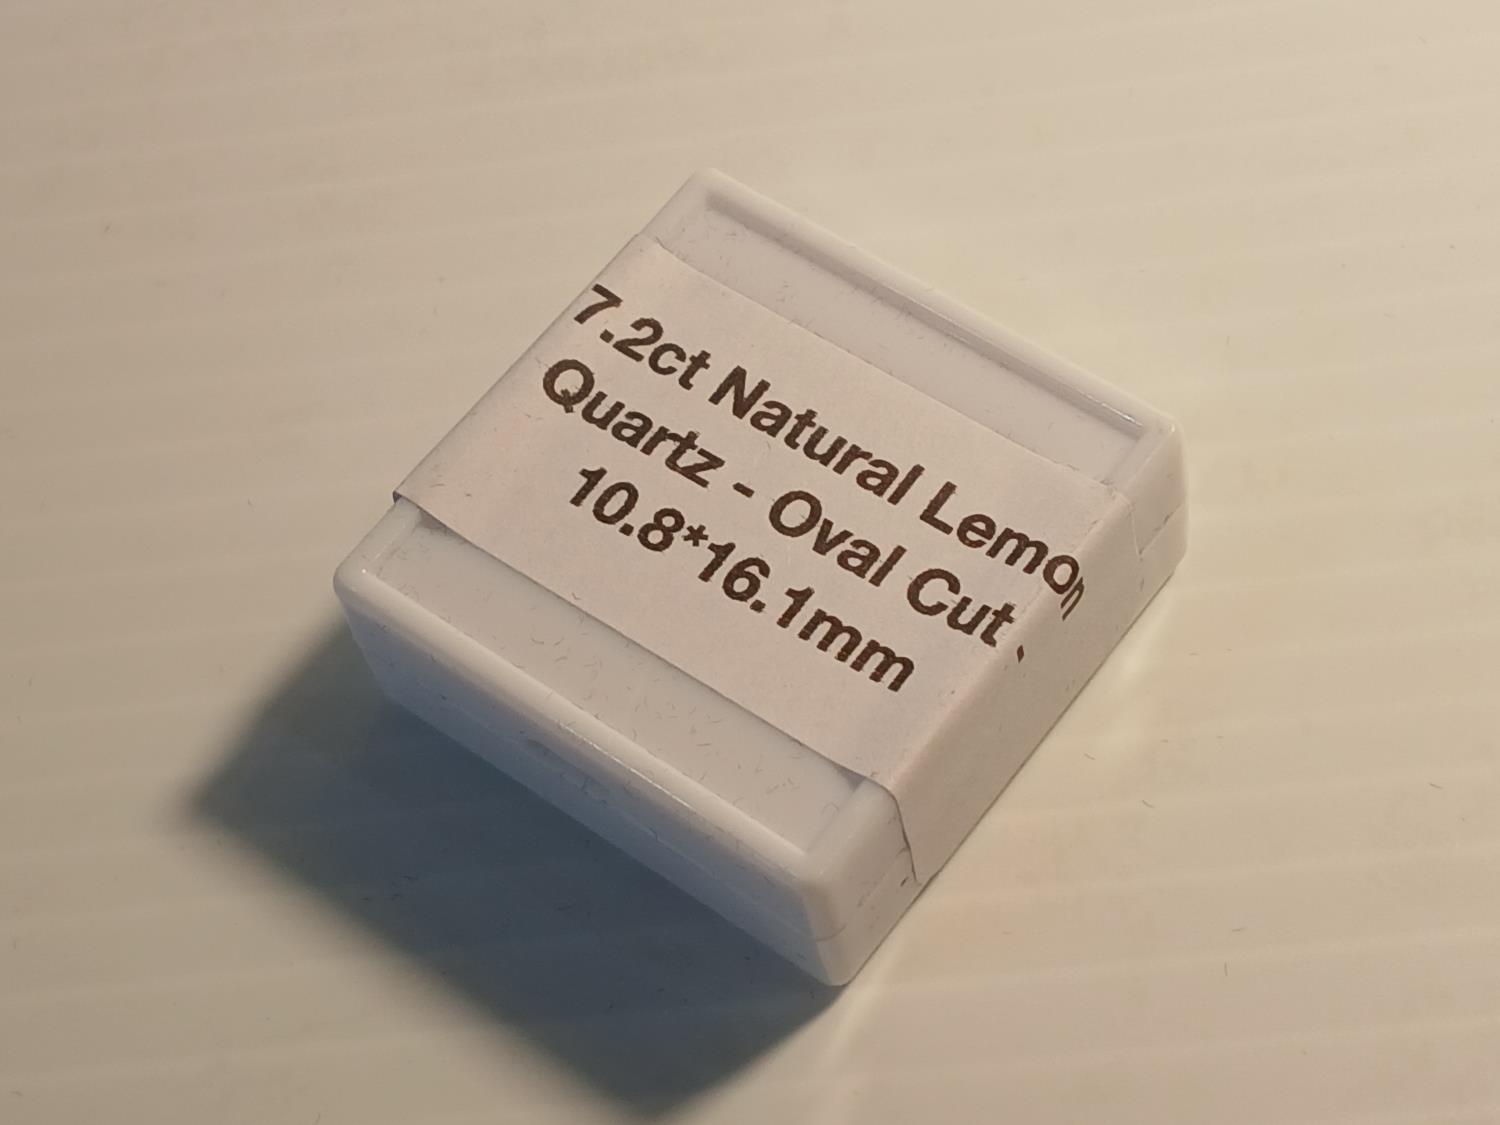 7.2ct Natural Lemon
Quartz - Oval Cut -
10.8*16.1mm